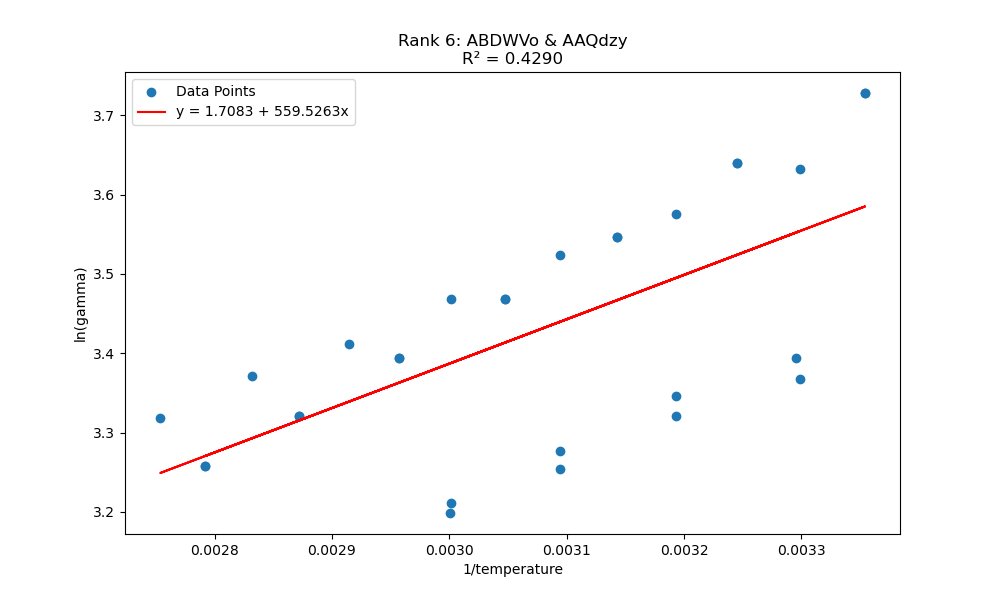 Rank 6: ABDWVo & AAQdzy
R² = 0.4290
Data Points
y = 1.7083 + 559.5263x
3.7
3.6
3.5
3.4
3.3
3.2
ln(gamma)
0.0028 0.0029 0.0030 0.0031 0.0032 0.0033
1/temperature